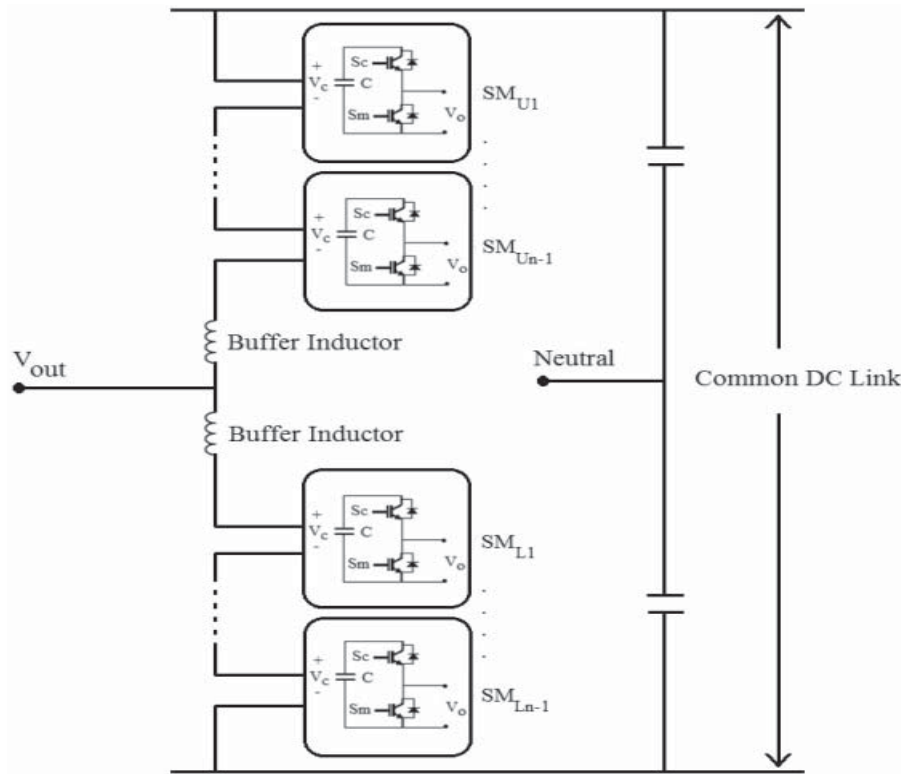 Sc
+
Vc
-
C
Sm
Vo
SMU1
Sc
+
Vc
-
C
Sm
Vo
SMUn-1
Buffer Inductor
Vout
Neutral
Common DC Link
Buffer Inductor
Sc
+
Vc
-
C
Sm
Vo
SML1
Sc
+
Vc
-
C
Sm
Vo
SMLn-1